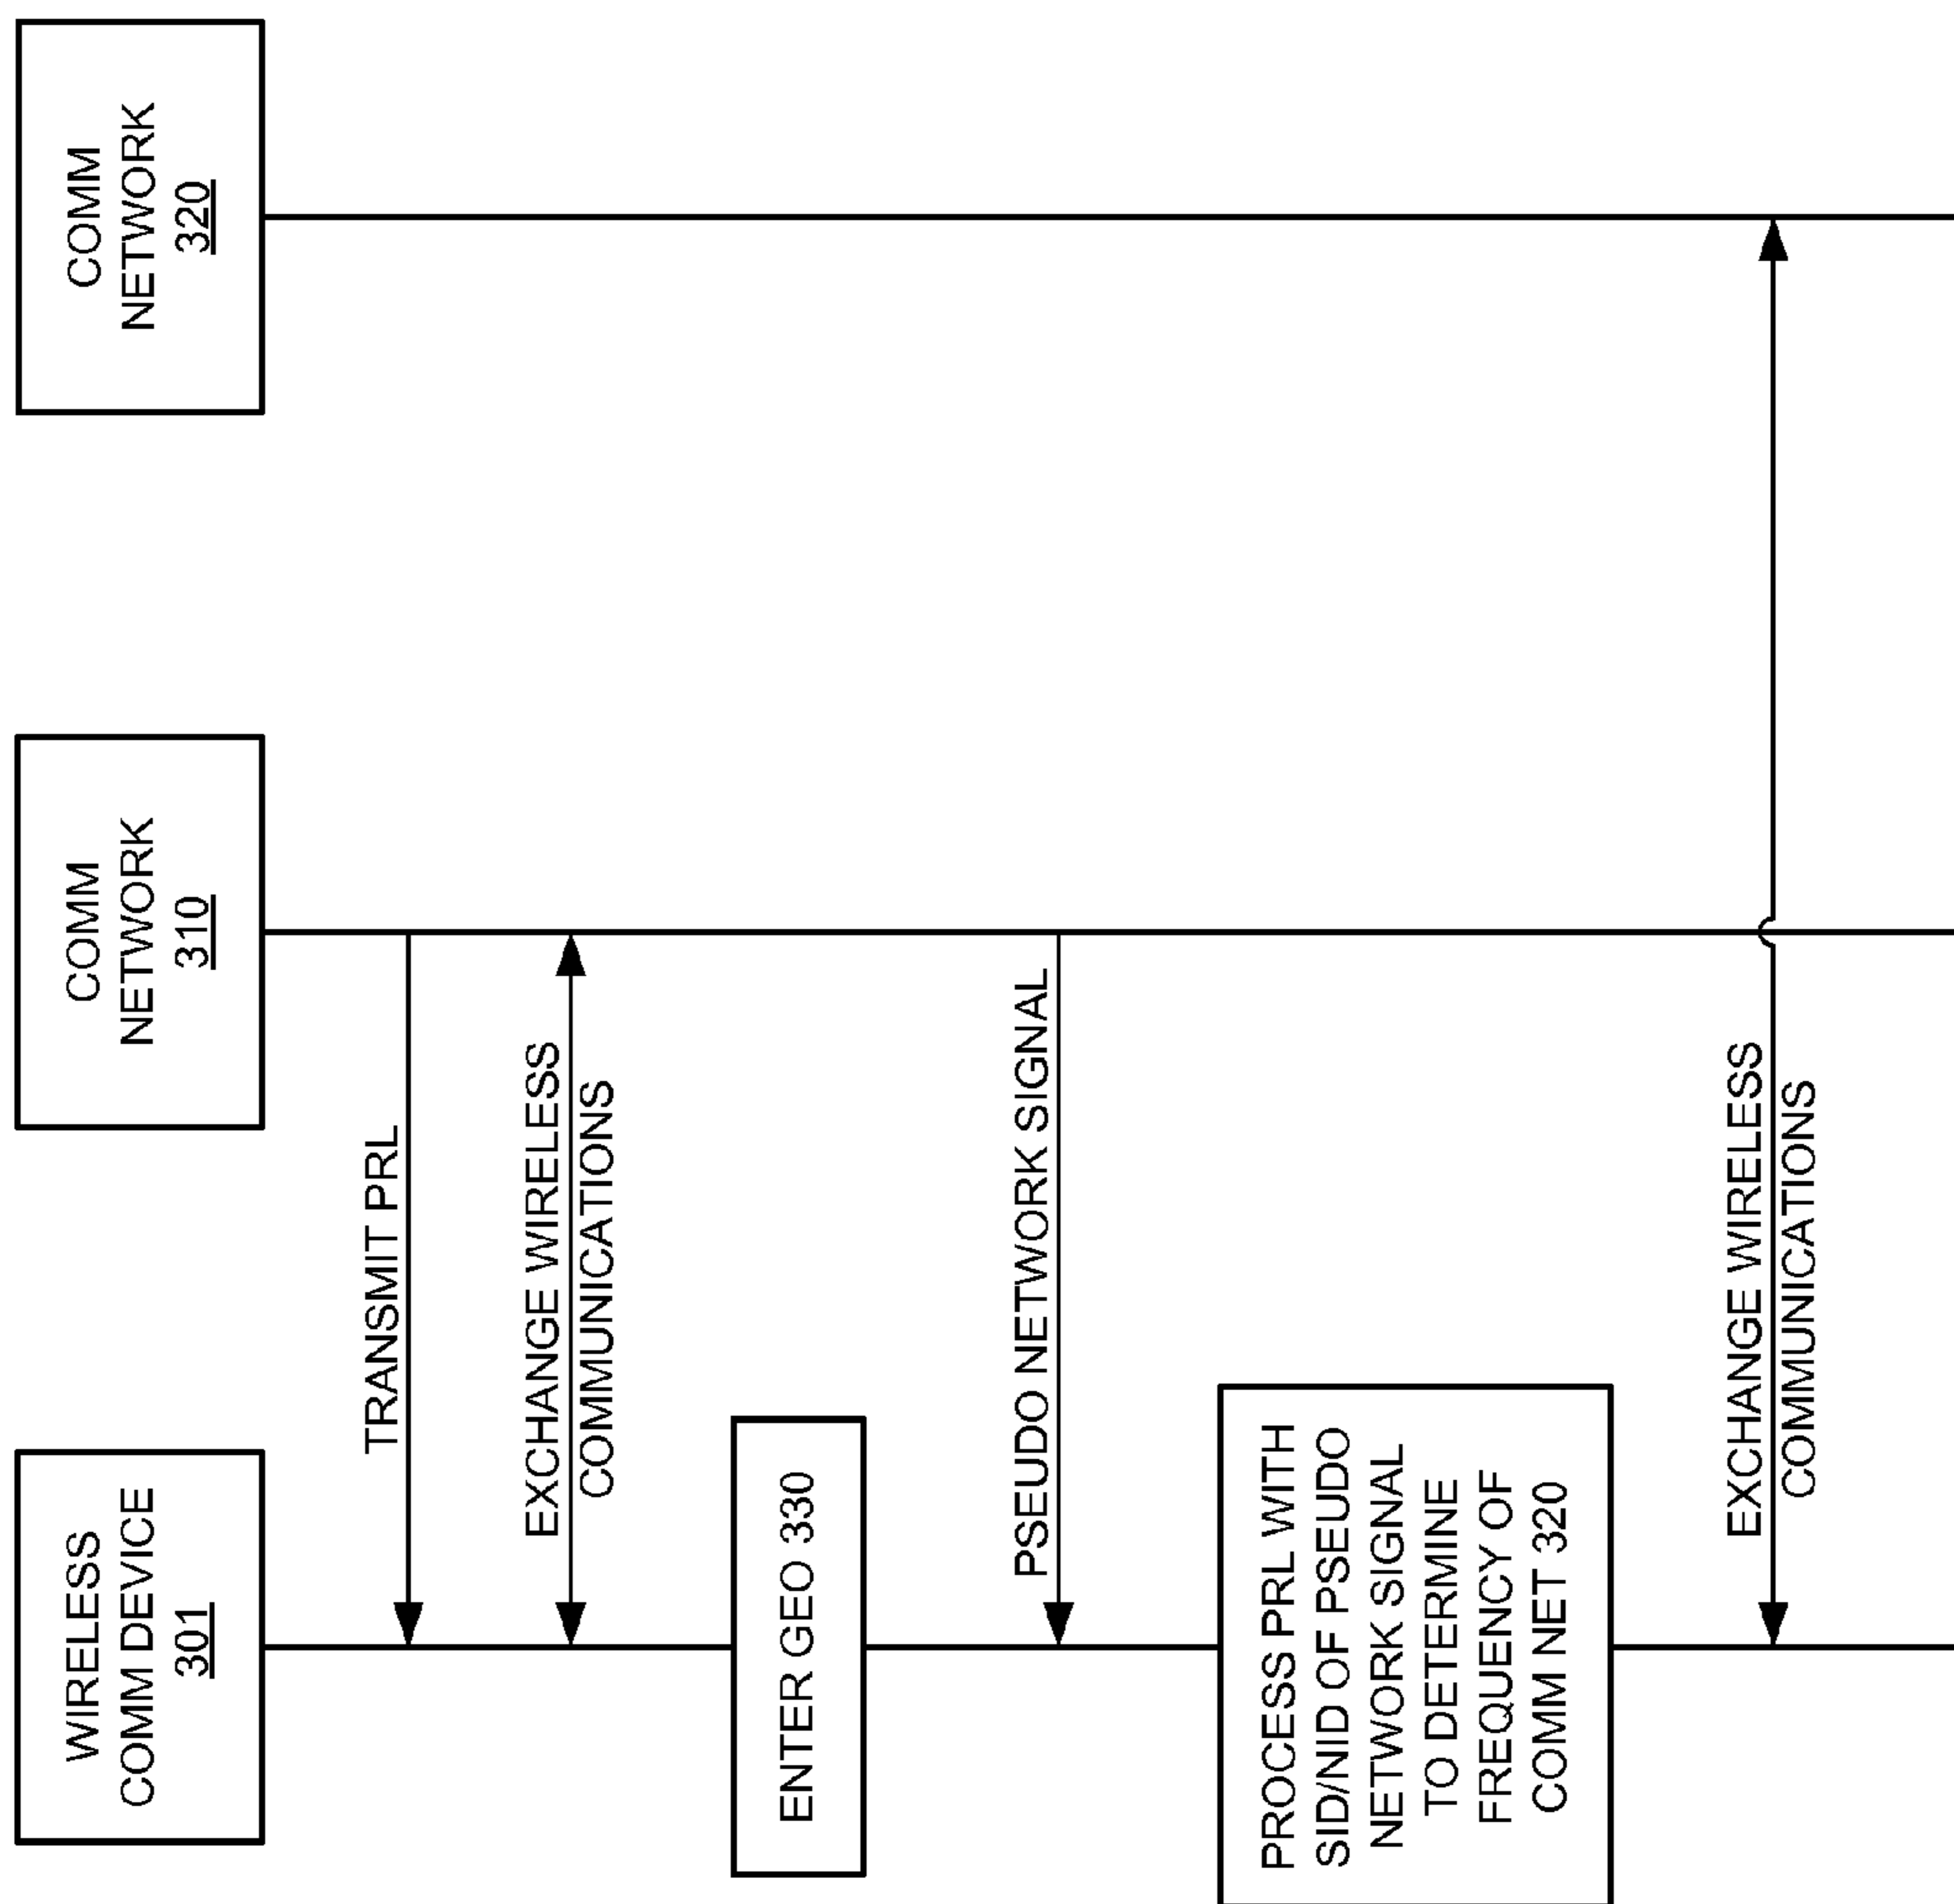 WIRELESS
COMM DEVICE
301
COMM
NETWORK
310
COMM
NETWORK
320
TRANSMIT PRL
EXCHANGE WIRELESS
COMMUNICATIONS
ENTER GEO 330
PSEUDO NETWORK SIGNAL
PROCESS PRL WITH
SID/NID OF PSEUDO
NETWORK SIGNAL
TO DETERMINE
FREQUENCY OF
COMM NET 320
EXCHANGE WIRELESS
COMMUNICATIONS